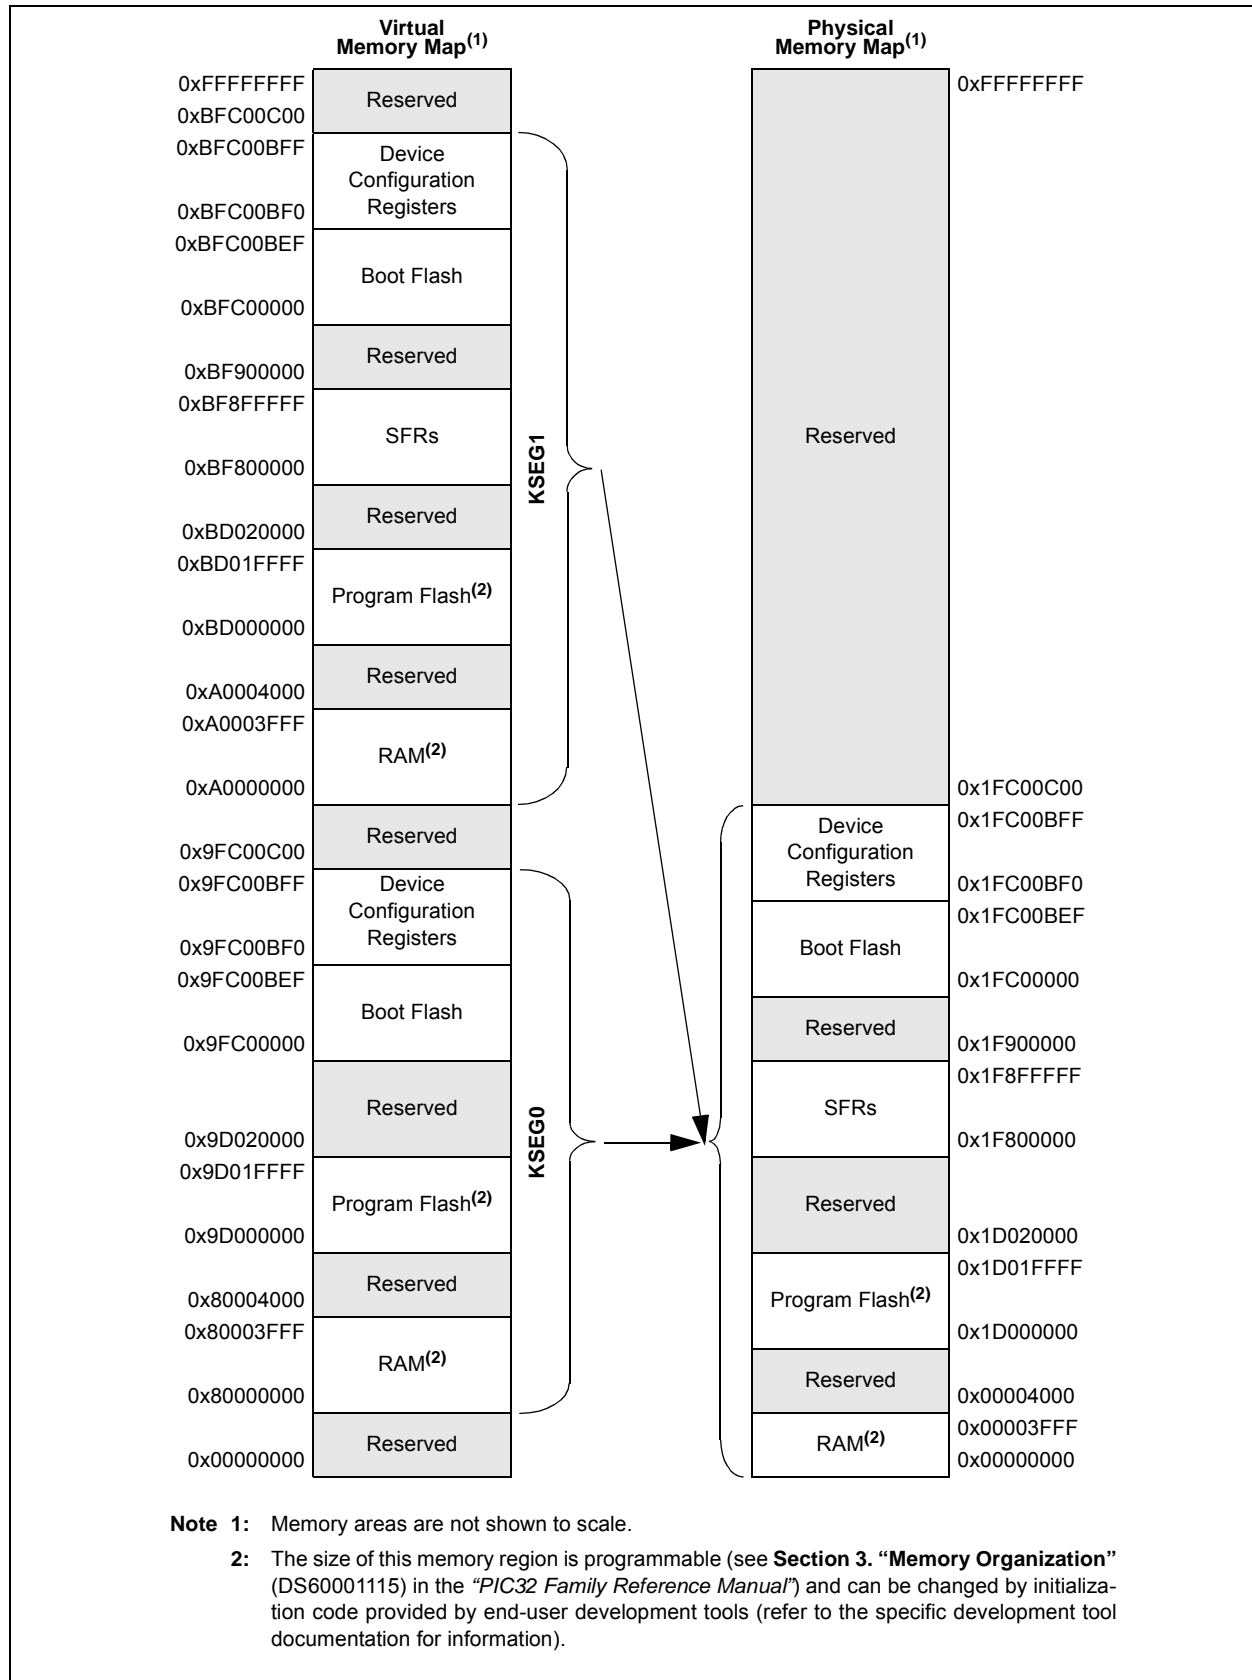 Virtual
Memory Map(1)
0xFFFFFFFF
Reserved
0xBFC00C00
0xBFC00BFF
Device
Configuration
Registers
0xBFC00BF0
0xBFC00BEF
Boot Flash
0xBFC00000
Reserved
0xBF900000
0xBF8FFFFF
SFRs
0xBF800000
Reserved
0xBD020000
0xBD01FFFF
Program Flash(2)
0xBD000000
Reserved
0xA0004000
0xA0003FFF
RAM(2)
0xA0000000
Reserved
0x9FC00C00
0x9FC00BFF
Device
Configuration
Registers
0x9FC00BF0
0x9FC00BEF
Boot Flash
0x9FC00000
Reserved
0x9D020000
0x9D01FFFF
Program Flash(2)
0x9D000000
Reserved
0x80004000
0x80003FFF
RAM(2)
0x80000000
Reserved
0x00000000
KSEG1
KSEG0
Physical
Memory Map(1)
0xFFFFFFFF
Reserved
0x1FC00C00
0x1FC00BFF
Device
Configuration
Registers
0x1FC00BF0
0x1FC00BEF
Boot Flash
0x1FC00000
Reserved
0x1F900000
0x1F8FFFFF
SFRs
0x1F800000
Reserved
0x1D020000
0x1D01FFFF
Program Flash(2)
0x1D000000
Reserved
0x00004000
0x00003FFF
RAM(2)
0x00000000
Note 1: Memory areas are not shown to scale.
2: The size of this memory region is programmable (see Section 3. “Memory Organization”
(DS60001115) in the “PIC32 Family Reference Manual”) and can be changed by initializa-
tion code provided by end-user development tools (refer to the specific development tool
documentation for information).